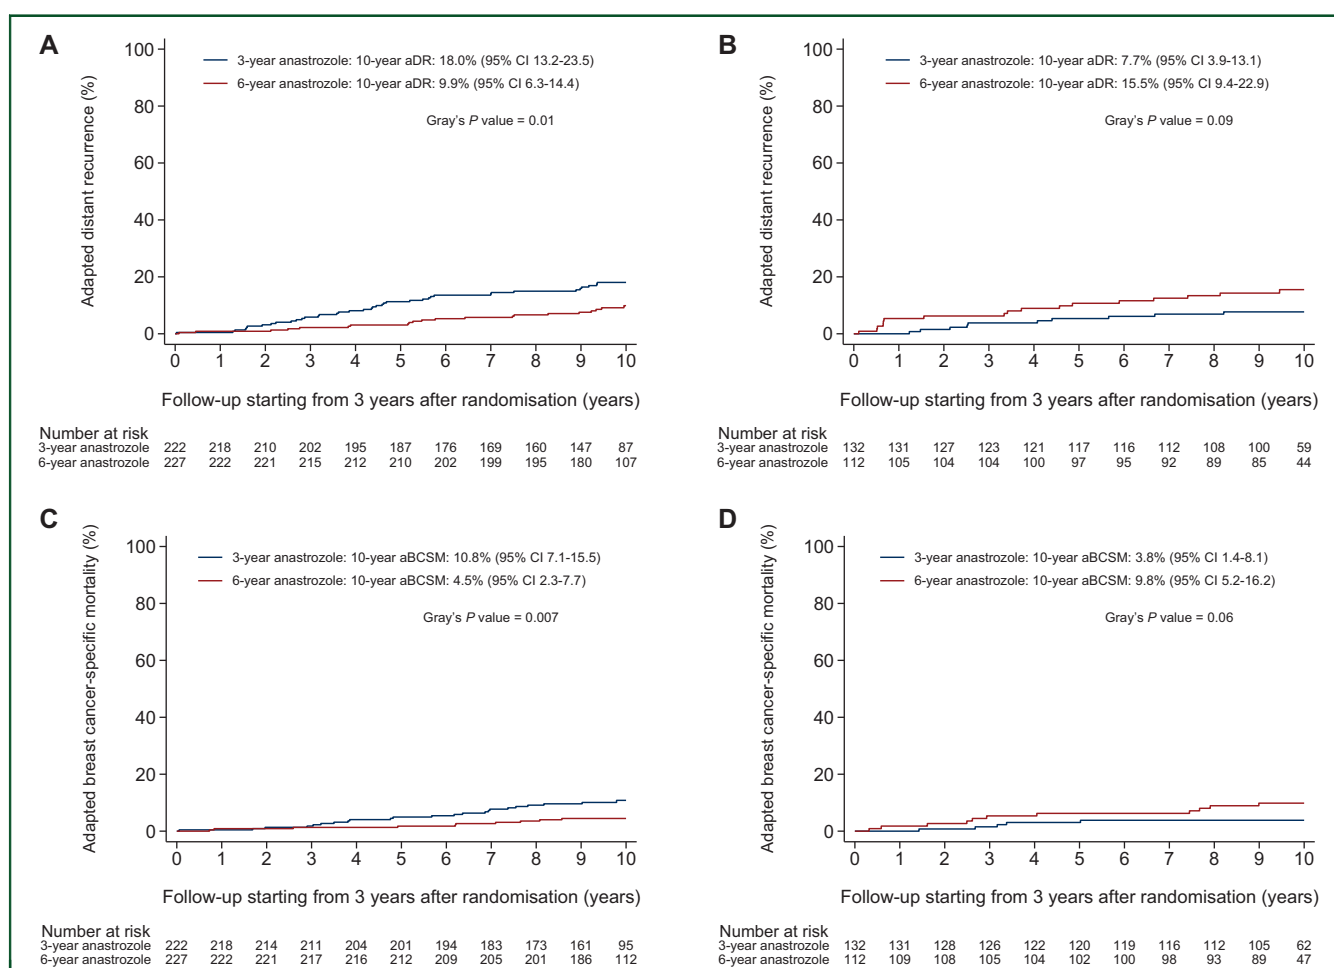 A
Adapted distant recurrence (%)
100
80
60
40
20
0
3-year anastrozole: 10-year aDR: 18.0% (95% CI 13.2-23.5)
6-year anastrozole: 10-year aDR: 9.9% (95% CI 6.3-14.4)
Gray's P value = 0.01
0 1 2 3 4 5 6 7 8 9 10
Follow-up starting from 3 years after randomisation (years)
Number at risk
3-year anastrozole 222 218 210 202 195 187 176 169 160 147 87
6-year anastrozole 227 222 221 215 212 210 202 199 195 180 107
B
Adapted distant recurrence (%)
100
80
60
40
20
0
3-year anastrozole: 10-year aDR: 7.7% (95% CI 3.9-13.1)
6-year anastrozole: 10-year aDR: 15.5% (95% CI 9.4-22.9)
Gray's P value = 0.09
0 1 2 3 4 5 6 7 8 9 10
Follow-up starting from 3 years after randomisation (years)
Number at risk
3-year anastrozole 132 131 127 123 121 117 116 112 108 100 59
6-year anastrozole 112 105 104 104 100 97 95 92 89 85 44
C
Adapted breast cancer-specific mortality (%)
100
80
60
40
20
0
3-year anastrozole: 10-year aBCSM: 10.8% (95% CI 7.1-15.5)
6-year anastrozole: 10-year aBCSM: 4.5% (95% CI 2.3-7.7)
Gray's P value = 0.007
0 1 2 3 4 5 6 7 8 9 10
Follow-up starting from 3 years after randomisation (years)
Number at risk
3-year anastrozole 222 218 214 211 204 201 194 183 173 161 95
6-year anastrozole 227 222 221 217 216 212 209 205 201 186 112
D
Adapted breast cancer-specific mortality (%)
100
80
60
40
20
0
3-year anastrozole: 10-year aBCSM: 3.8% (95% CI 1.4-8.1)
6-year anastrozole: 10-year aBCSM: 9.8% (95% CI 5.2-16.2)
Gray's P value = 0.06
0 1 2 3 4 5 6 7 8 9 10
Follow-up starting from 3 years after randomisation (years)
Number at risk
3-year anastrozole 132 131 128 126 122 120 119 116 112 105 62
6-year anastrozole 112 109 108 105 104 102 100 98 93 89 47